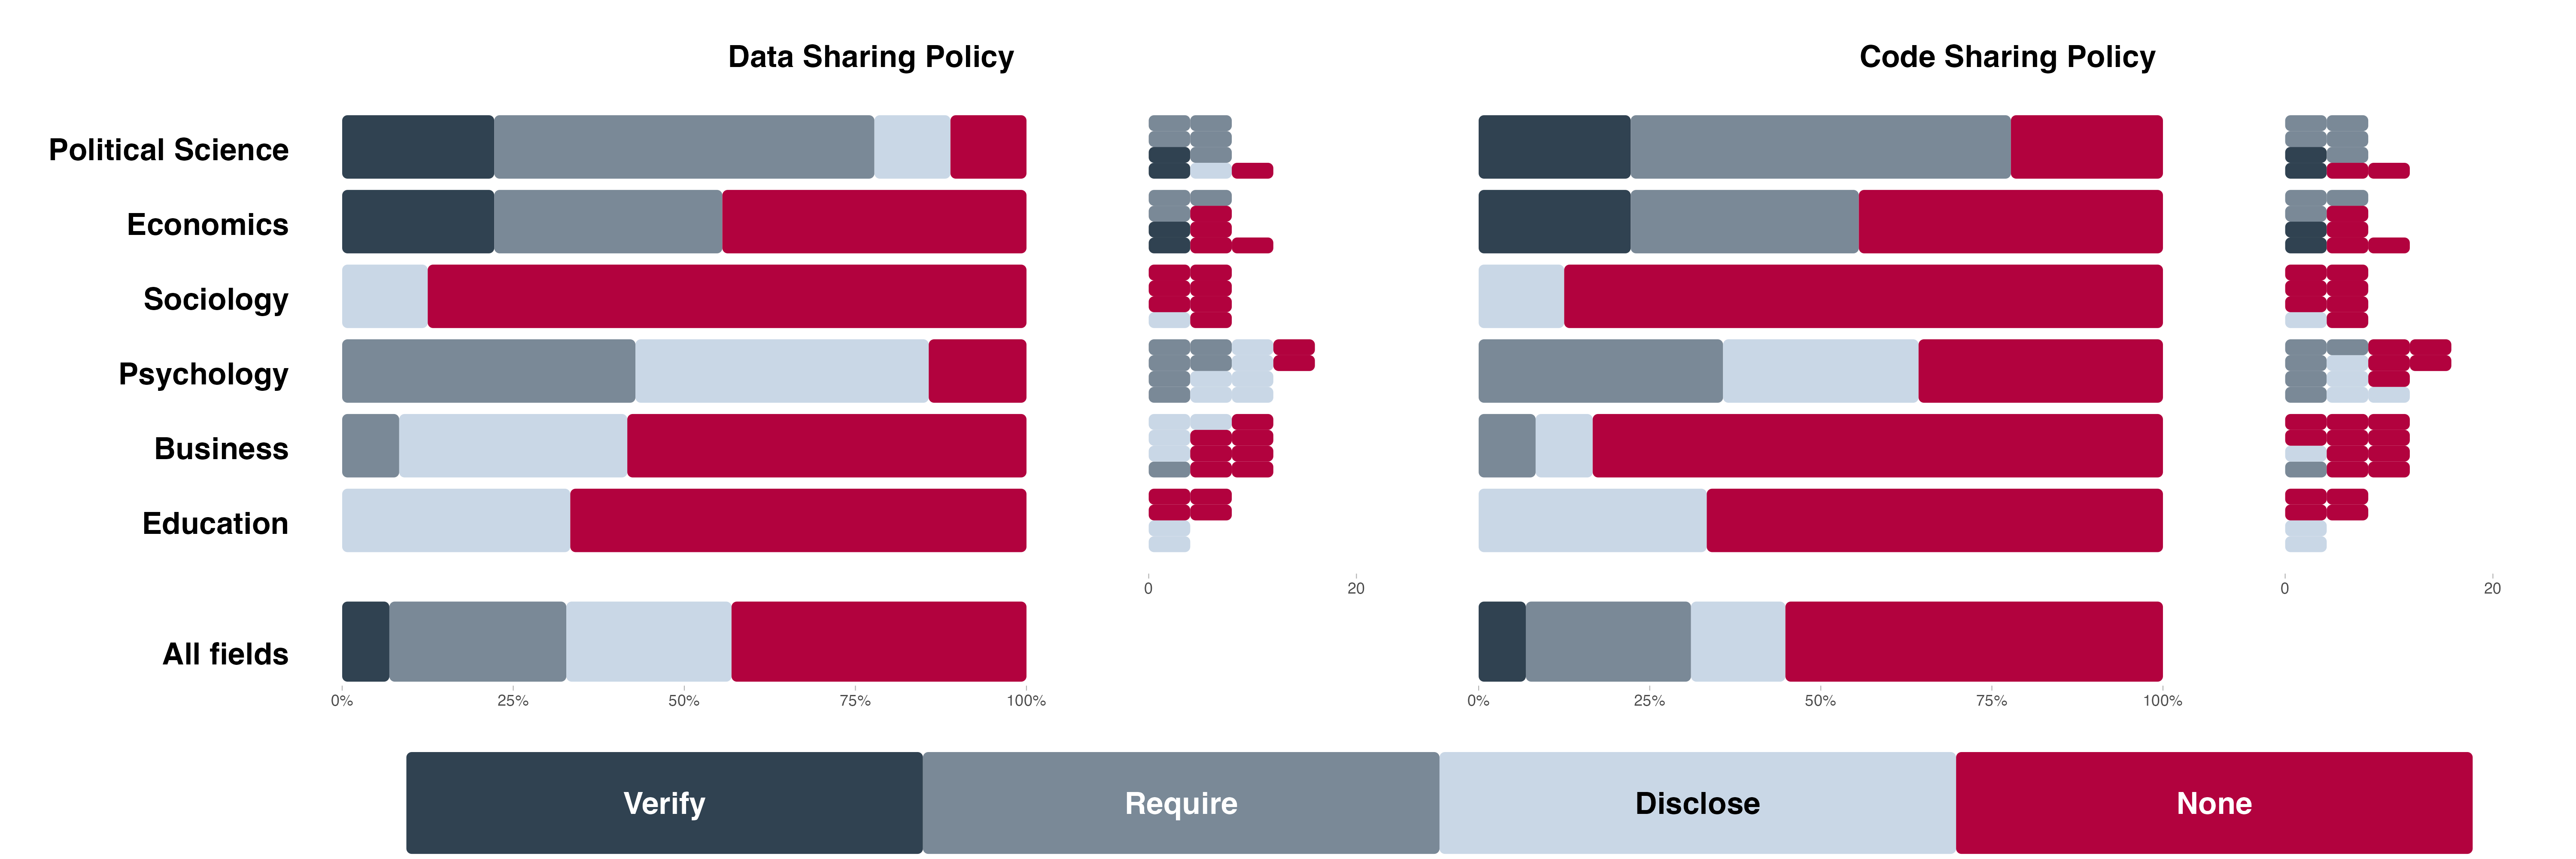 Data Sharing Policy
Code Sharing Policy
Political Science
Economics
Sociology
Psychology
Business
Education
0 20
0 20
All fields
0% 25% 50% 75% 100%
0% 25% 50% 75% 100%
Verify Require Disclose None